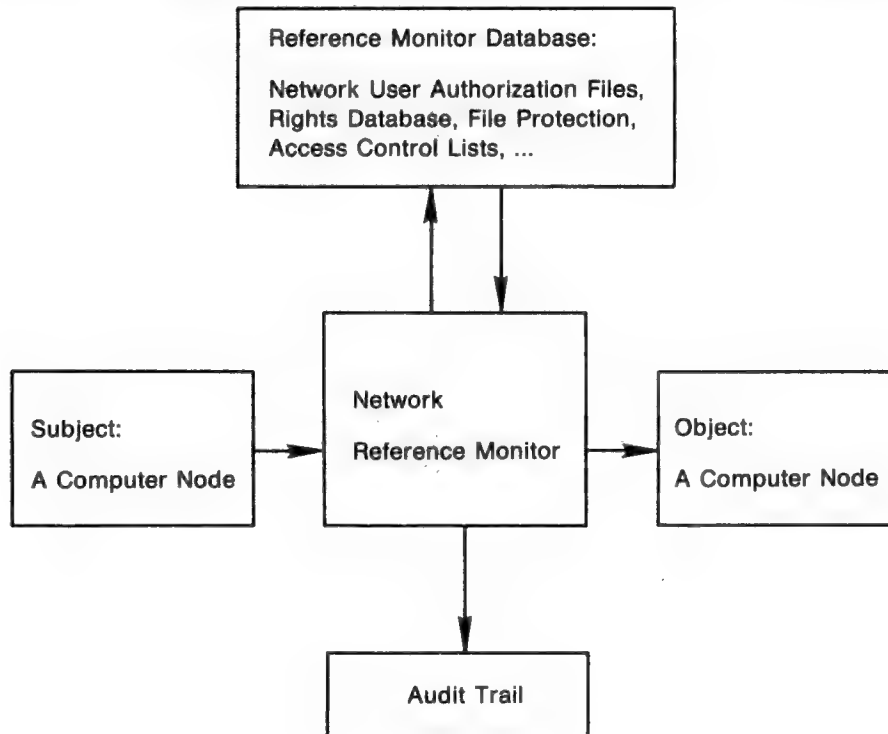 Reference Monitor Database:
Network User Authorization Files,
Rights Database, File Protection,
Access Control Lists, ...
Network
Reference Monitor
Subject:
A Computer Node
Object:
A Computer Node
Audit Trail